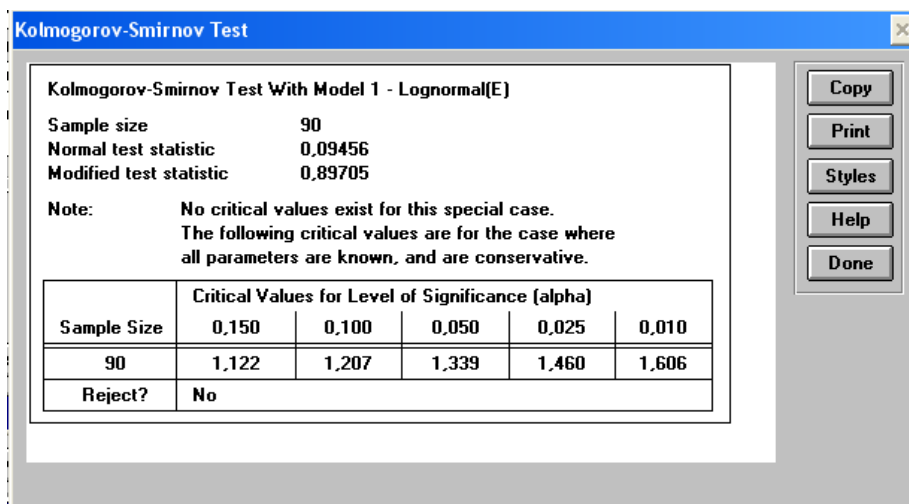 Kolmogorov-Smirnov Test
Kolmogorov-Smirnov Test With Model 1 - Lognormal(E)
Sample size 90
Normal test statistic 0,09456
Modified test statistic 0,89705
Note: No critical values exist for this special case.
The following critical values are for the case where
all parameters are known, and are conservative.
Critical Values for Level of Significance (alpha)
Sample Size 0,150 0,100 0,050 0,025 0,010
90 1,122 1,207 1,339 1,460 1,606
Reject? No
Copy
Print
Styles
Help
Done